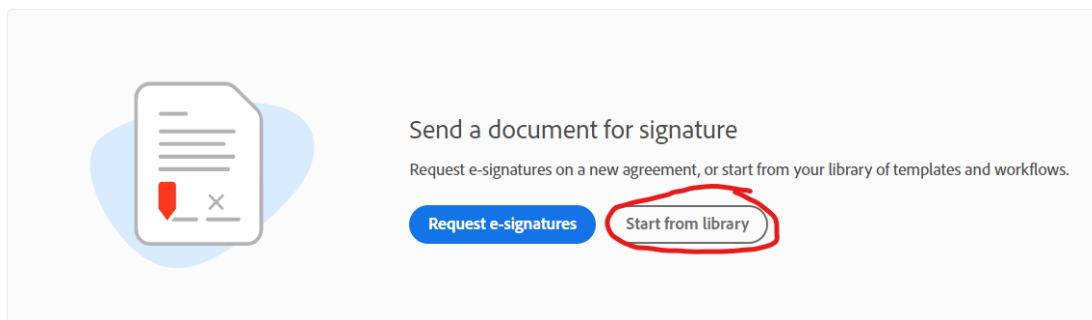 Send a document for signature
Request e-signatures on a new agreement, or start from your library of templates and workflows.
Request e-signatures
Start from library